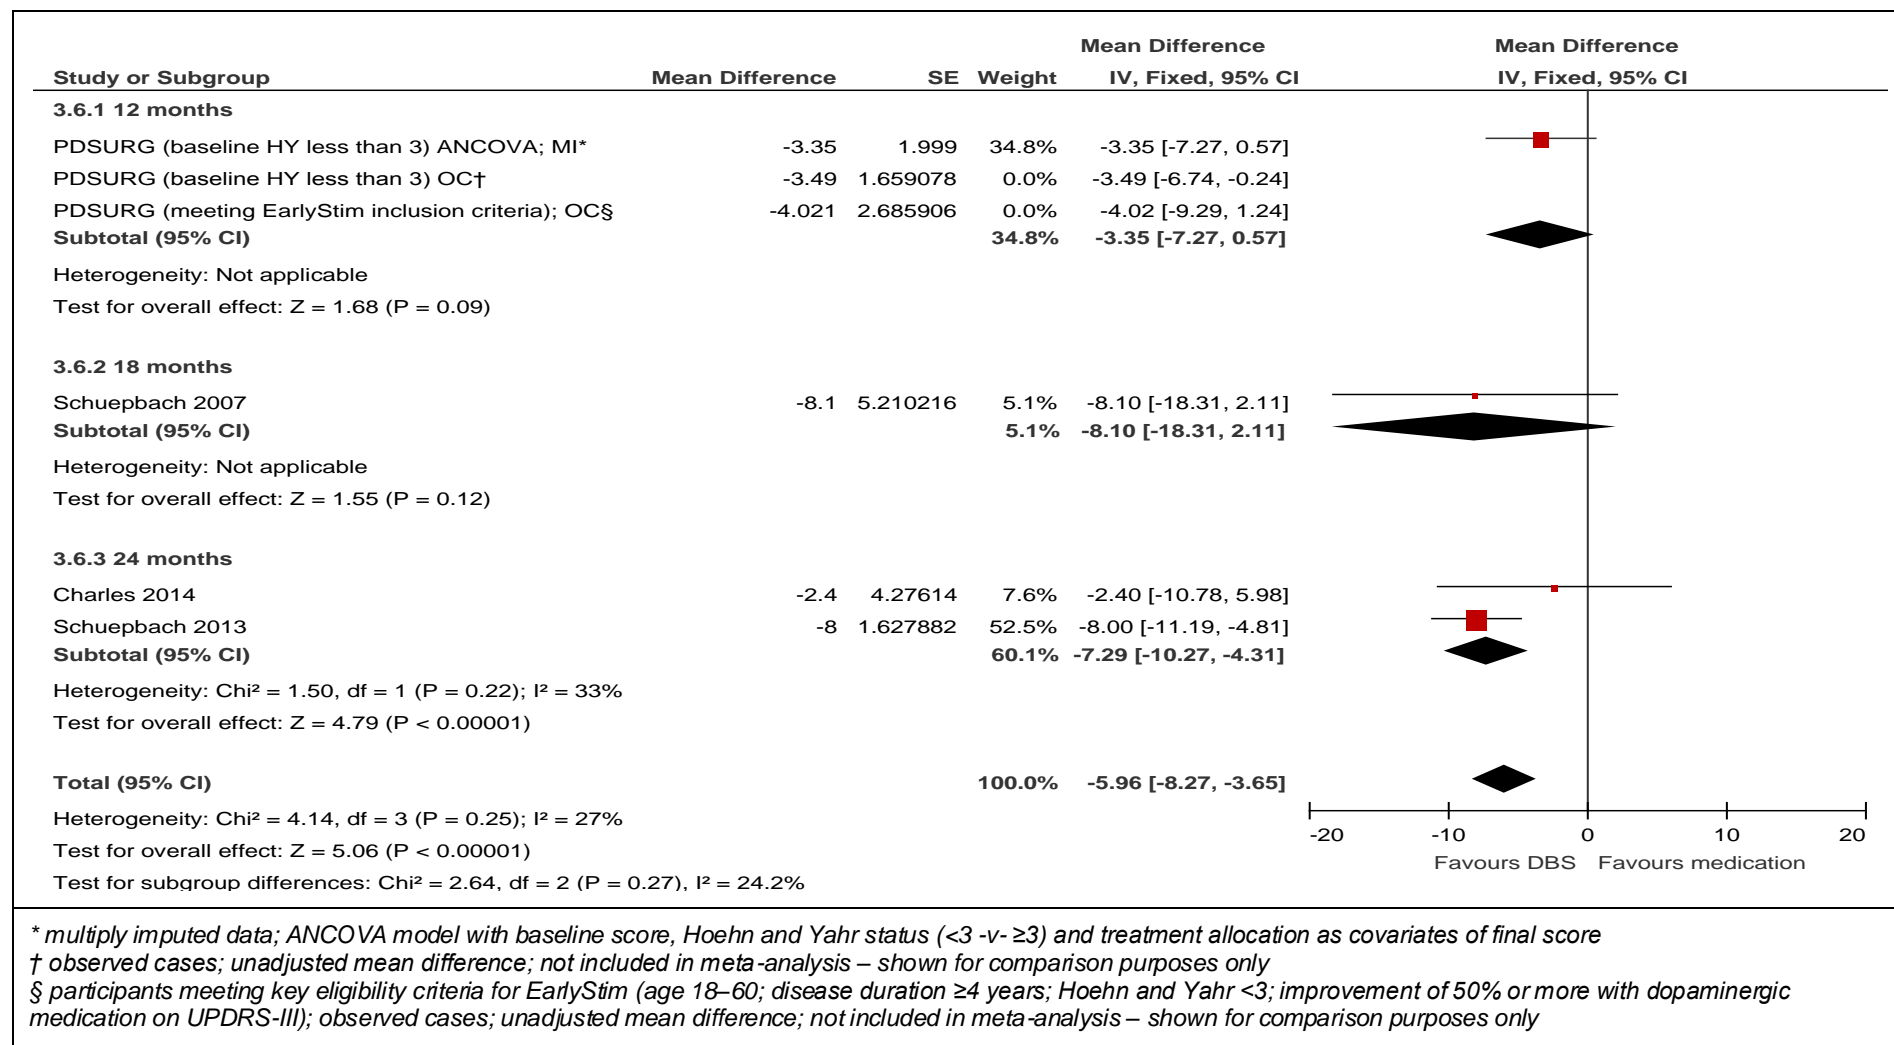 Mean Difference Mean Difference
Study or Subgroup Mean Difference SE Weight IV, Fixed, 95% CI IV, Fixed, 95% CI
3.6.1 12 months
PDSURG (baseline HY less than 3) ANCOVA; MI* -3.35 1.999 34.8% -3.35 [-7.27, 0.57]
PDSURG (baseline HY less than 3) OC† -3.49 1.659078 0.0% -3.49 [-6.74, -0.24]
PDSURG (meeting EarlyStim inclusion criteria); OC§ -4.021 2.685906 0.0% -4.02 [-9.29, 1.24]
Subtotal (95% CI) 34.8% -3.35 [-7.27, 0.57]
Heterogeneity: Not applicable
Test for overall effect: Z = 1.68 (P = 0.09)
3.6.2 18 months
Schuepbach 2007 -8.1 5.210216 5.1% -8.10 [-18.31, 2.11]
Subtotal (95% CI) 5.1% -8.10 [-18.31, 2.11]
Heterogeneity: Not applicable
Test for overall effect: Z = 1.55 (P = 0.12)
3.6.3 24 months
Charles 2014 -2.4 4.27614 7.6% -2.40 [-10.78, 5.98]
Schuepbach 2013 -8 1.627882 52.5% -8.00 [-11.19, -4.81]
Subtotal (95% CI) 60.1% -7.29 [-10.27, -4.31]
Heterogeneity: Chi² = 1.50, df = 1 (P = 0.22); I² = 33%
Test for overall effect: Z = 4.79 (P < 0.00001)
Total (95% CI) 100.0% -5.96 [-8.27, -3.65]
Heterogeneity: Chi² = 4.14, df = 3 (P = 0.25); I² = 27%
Test for overall effect: Z = 5.06 (P < 0.00001)
Test for subgroup differences: Chi² = 2.64, df = 2 (P = 0.27), I² = 24.2%
-20 -10 0 10 20
Favours DBS Favours medication
* multiply imputed data; ANCOVA model with baseline score, Hoehn and Yahr status (<3 -v- ≥3) and treatment allocation as covariates of final score
† observed cases; unadjusted mean difference; not included in meta-analysis – shown for comparison purposes only
§ participants meeting key eligibility criteria for EarlyStim (age 18–60; disease duration ≥4 years; Hoehn and Yahr <3; improvement of 50% or more with dopaminergic
medication on UPDRS-III); observed cases; unadjusted mean difference; not included in meta-analysis – shown for comparison purposes only